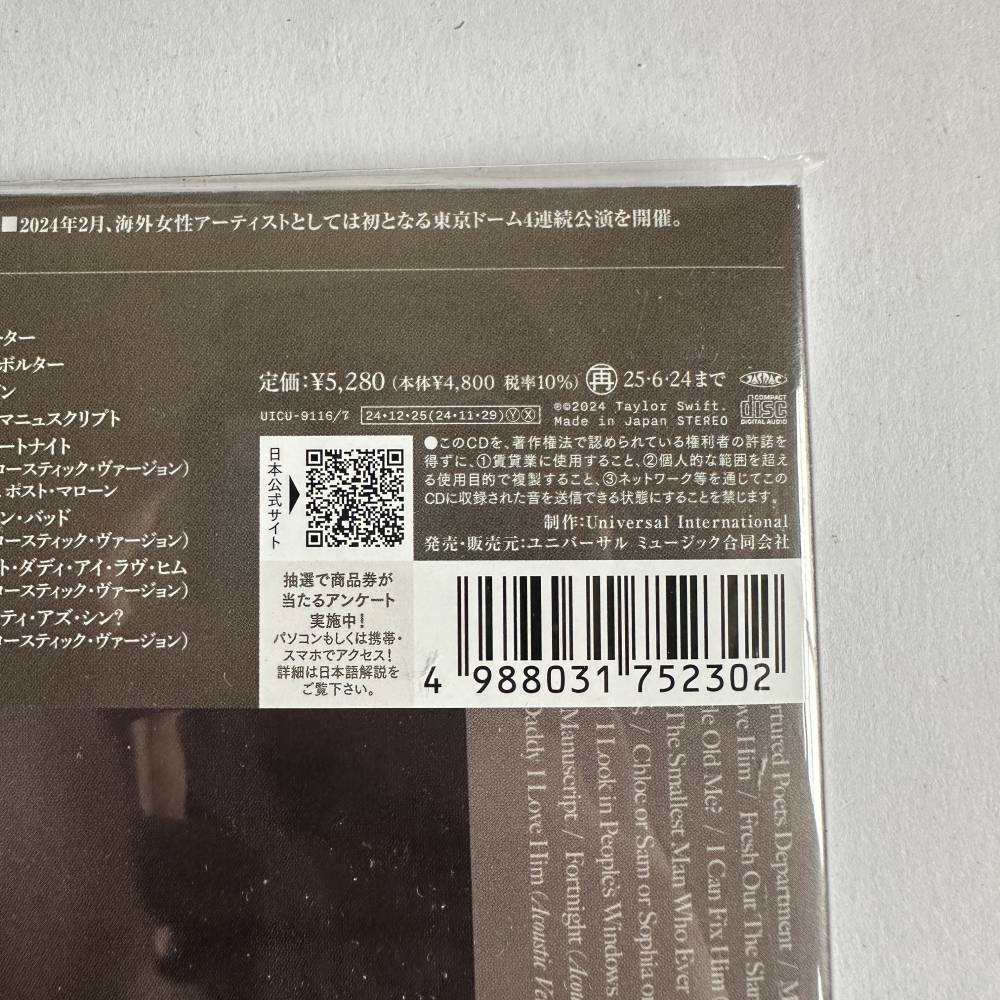 ■2024年2月、海外女性アーティストとしては初となる東京ドーム4連続公演を開催。
ーター
ボルター
マニュスクリプト
ートナイト
ロースティック・ヴァージョン)
ポスト・マローン
ン・バッド
コースティック・ヴァージョン)
ト・ダディ・アイ・ラヴ・ヒム
コースティック・ヴァージョン)
ティ・アズ・シン?
コースティック・ヴァージョン)
定価:¥5,280 (本体¥4,800 税率10%) 再 25・6・24まで JASRAC
UICU-9116/7 24・12・25(24・11・29)ⓎⓍ ℗©2024 Taylor Swift.
Made in Japan STEREO
COMPACT
disc
DIGITAL AUDIO
日本公式サイト
●このCDを、著作権法で認められている権利者の許諾を
得ずに、①賃貸業に使用すること、②個人的な範囲を超え
る使用目的で複製すること、③ネットワーク等を通じてこの
CDに収録された音を送信できる状態にすることを禁じます。
制作:Universal International
発売・販売元:ユニバーサル ミュージック合同会社
抽選で商品券が
当たるアンケート
実施中!
パソコンもしくは携帯・
スマホでアクセス!
詳細は日本語解説を
ご覧下さい。
4 988031 752302
Poets Department /
Him / Fresh Out The
Old Me? / I Can Fix Him
The Smallest Man Who Ever
/ Chloe or Sam or Sophia or
I Look in People's Windows
Manuscript / Fortnight
Daddy I Love Him (Acoustic